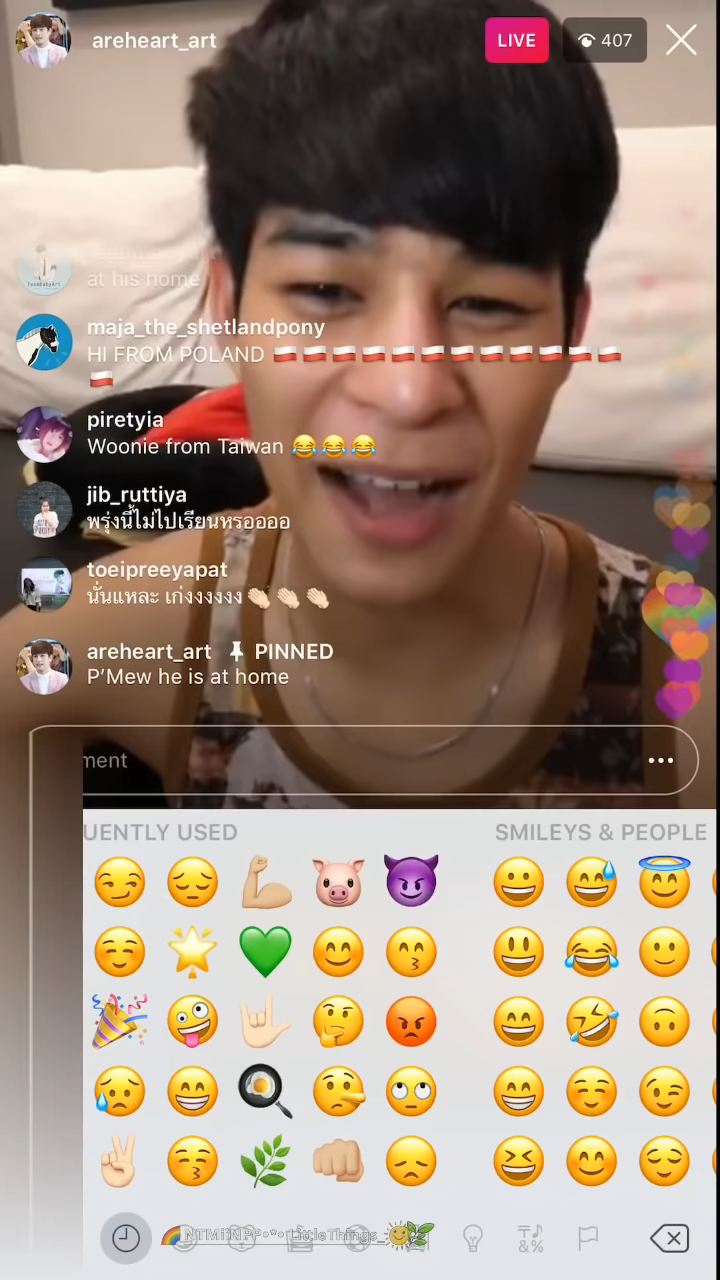 areheart_art
LIVE
407
at his home
maja_the_shetlandpony
HI FROM POLAND 🇵🇱🇵🇱🇵🇱🇵🇱🇵🇱🇵🇱🇵🇱🇵🇱🇵🇱🇵🇱🇵🇱🇵🇱
🇵🇱
piretyia
Woonie from Taiwan 😂😂😂
jib_ruttiya
พรุ่งนี้ไม่ไปเรียนหรออออ
toeipreeyapat
นั่นแหละ เก่งงงงงง 👏🏻👏🏻👏🏻
areheart_art PINNED
P'Mew he is at home
ment
UENTLY USED SMILEYS & PEOPLE
LittleThings_
&%